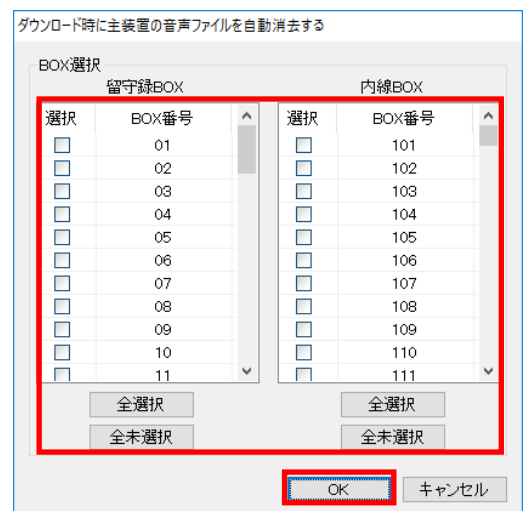 ダウンロード時に主装置の音声ファイルを自動消去する
BOX選択
留守録BOX 内線BOX
選択 BOX番号 選択 BOX番号
01 101
02 102
03 103
04 104
05 105
06 106
07 107
08 108
09 109
10 110
11 111
全選択 全選択
全未選択 全未選択
OK キャンセル